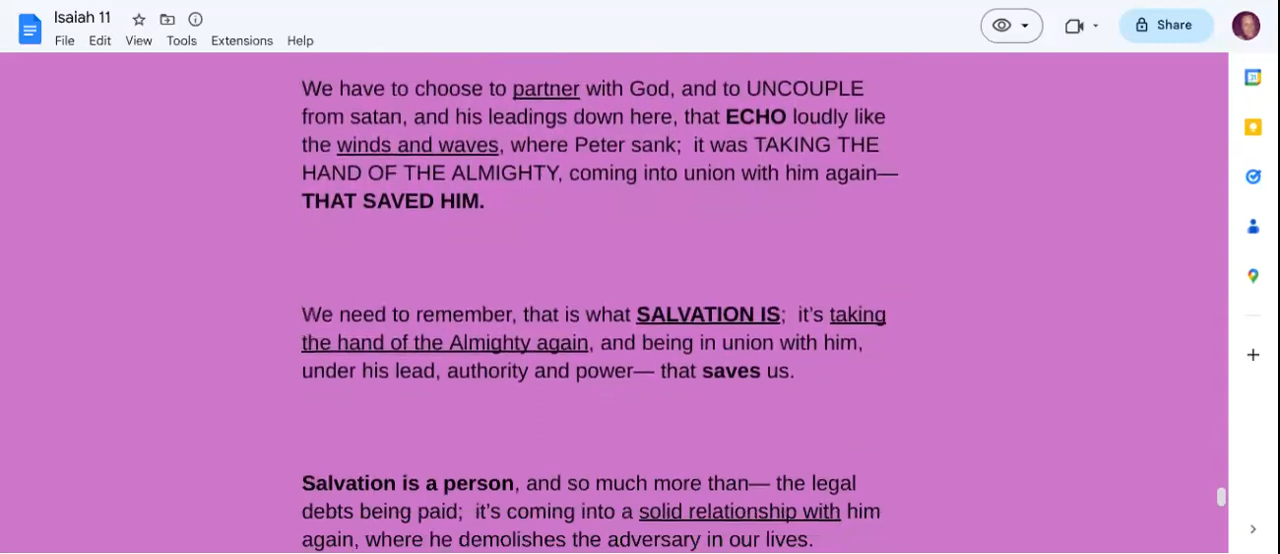 Isaiah 11
File Edit View Tools Extensions Help
Share
We have to choose to partner with God, and to UNCOUPLE
from satan, and his leadings down here, that ECHO loudly like
the winds and waves, where Peter sank;  it was TAKING THE
HAND OF THE ALMIGHTY, coming into union with him again—
THAT SAVED HIM.
We need to remember, that is what SALVATION IS;  it's taking
the hand of the Almighty again, and being in union with him,
under his lead, authority and power— that saves us.
Salvation is a person, and so much more than— the legal
debts being paid;  it's coming into a solid relationship with him
again, where he demolishes the adversary in our lives.